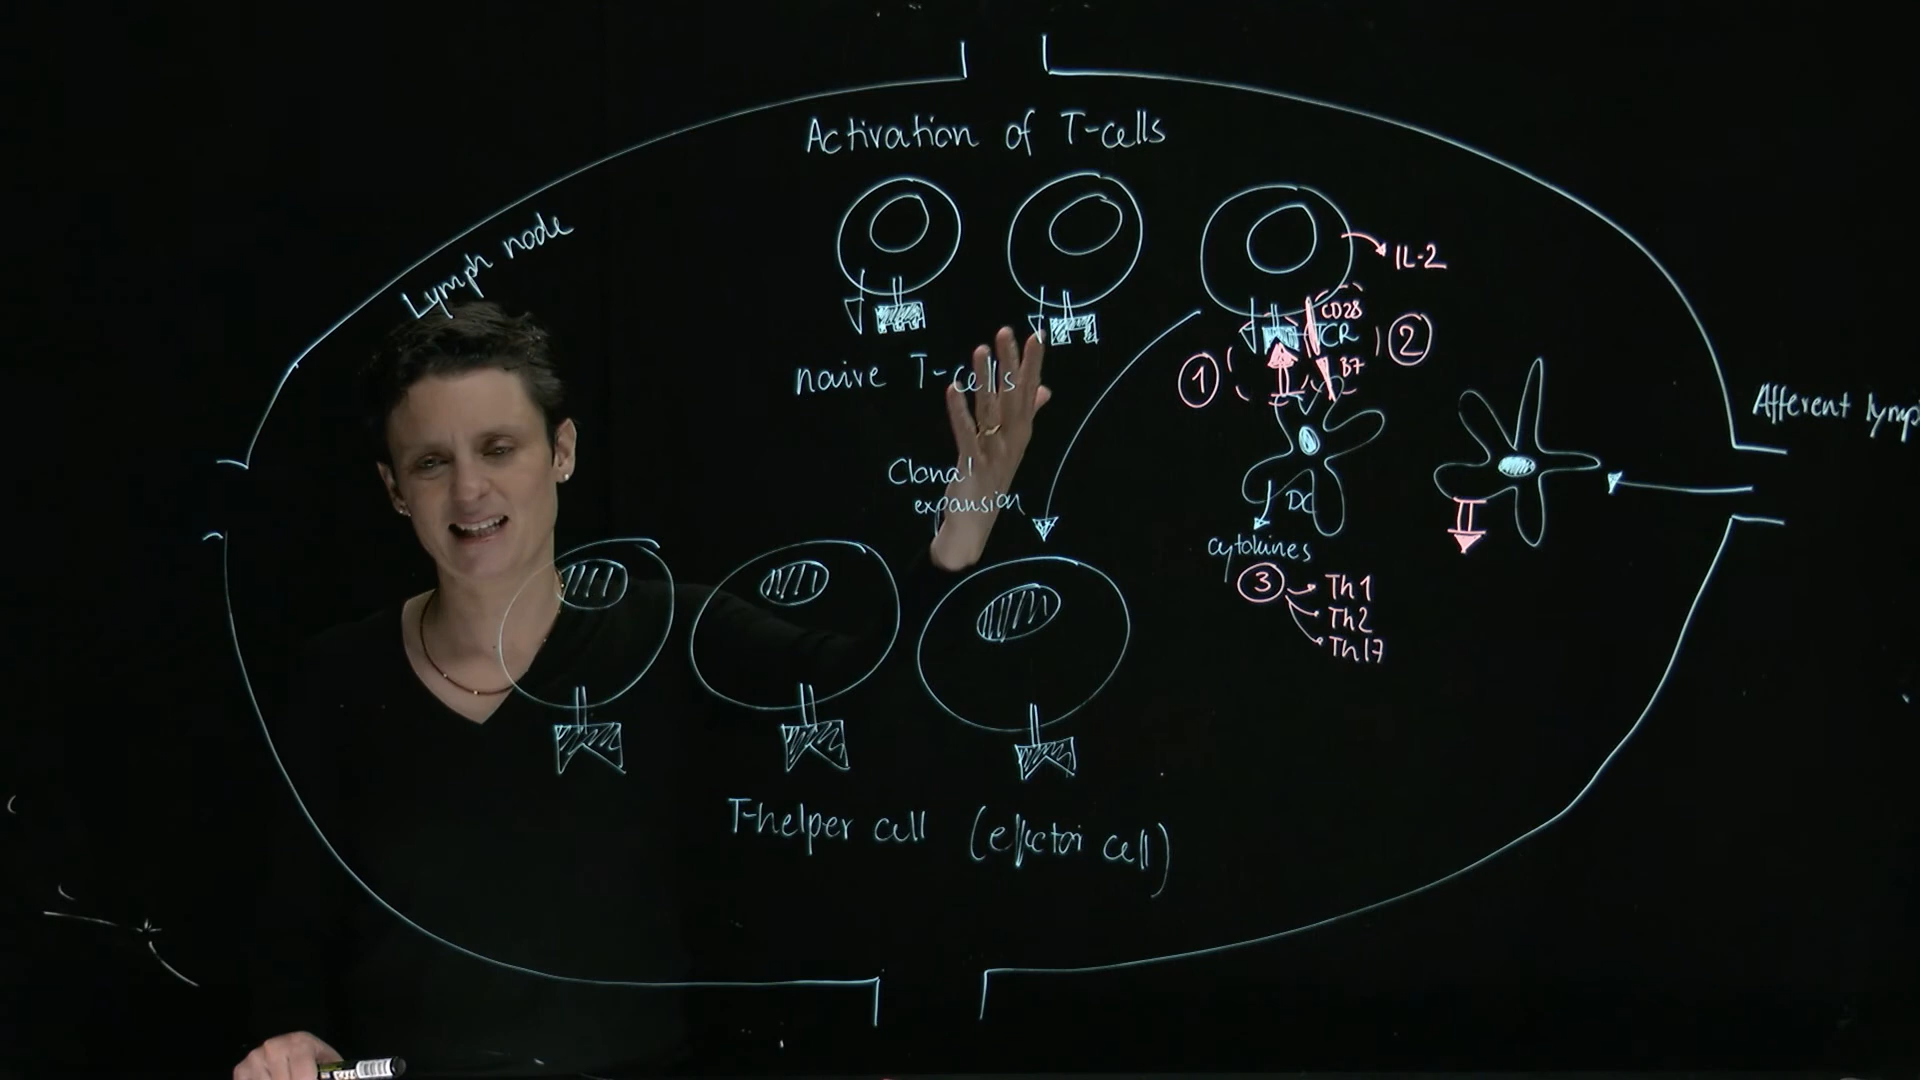 Activation of T-cells
Lymph node
IL-2
CD28
TCR
2
1
B7
naive T-cells
Afferent lymp
Clonal
expansion
DC
cytokines
3
Th1
Th2
Th17
T-helper cell (effector cell)